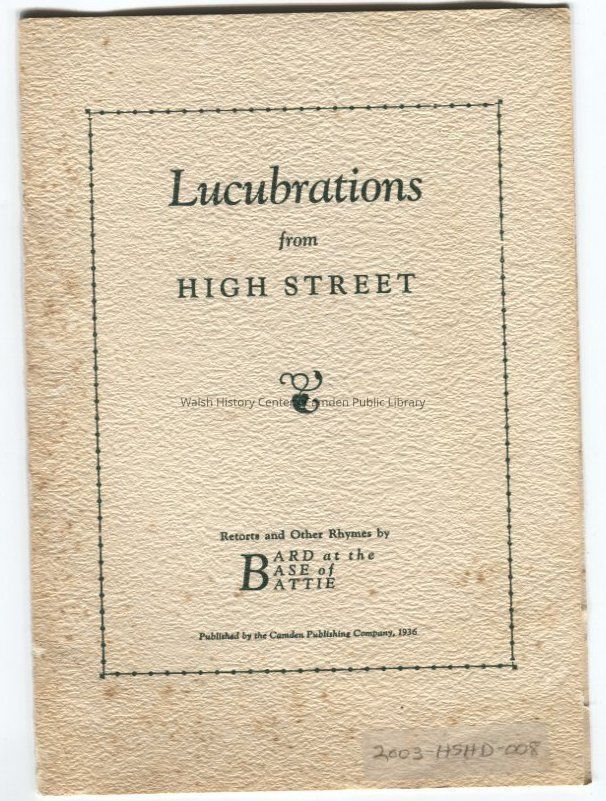 Lucubrations
from
HIGH STREET
Walsh History Center, Camden Public Library
Retorts and Other Rhymes by
BARD at the
BASE of
BATTIE
Published by the Camden Publishing Company, 1936
2003-HSHD-008